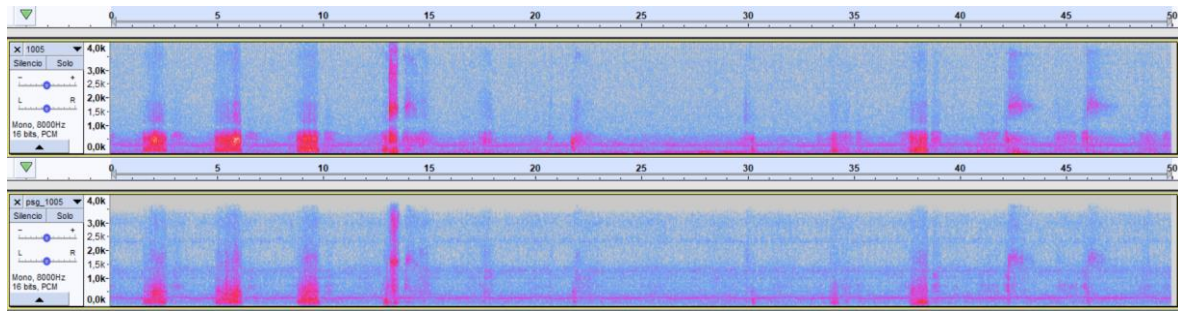 0 5 10 15 20 25 30 35 40 45 50
× 1005 ▼
Silencio Solo
- +
L R
Mono, 8000Hz
16 bits, PCM
4,0k
3,0k-
2,5k
2,0k-
1,5k
1,0k-
0,0k
0 5 10 15 20 25 30 35 40 45 50
× psg_1005 ▼
Silencio Solo
- +
L R
Mono, 8000Hz
16 bits, PCM
4,0k
3,0k-
2,5k
2,0k-
1,5k
1,0k-
0,0k